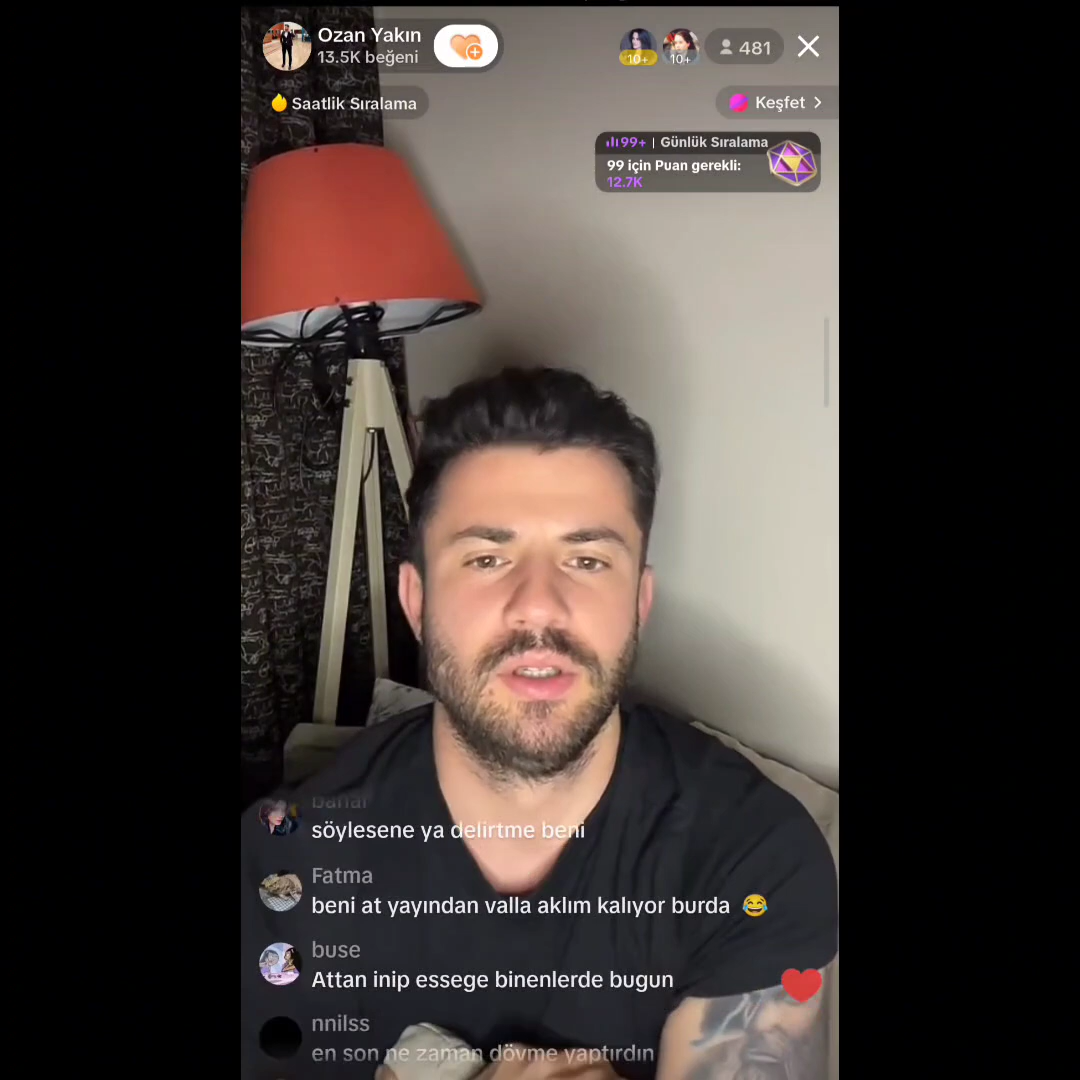 Ozan Yakın
13.5K beğeni
10+
10+
481
Saatlik Sıralama
Keşfet
99+ | Günlük Sıralama
99 için Puan gerekli:
12.7K
söylesene ya delirtme beni
Fatma
beni at yayından valla aklım kalıyor burda 😂
buse
Attan inip essege binenlerde bugun
nnilss
en son ne zaman dövme yaptırdın